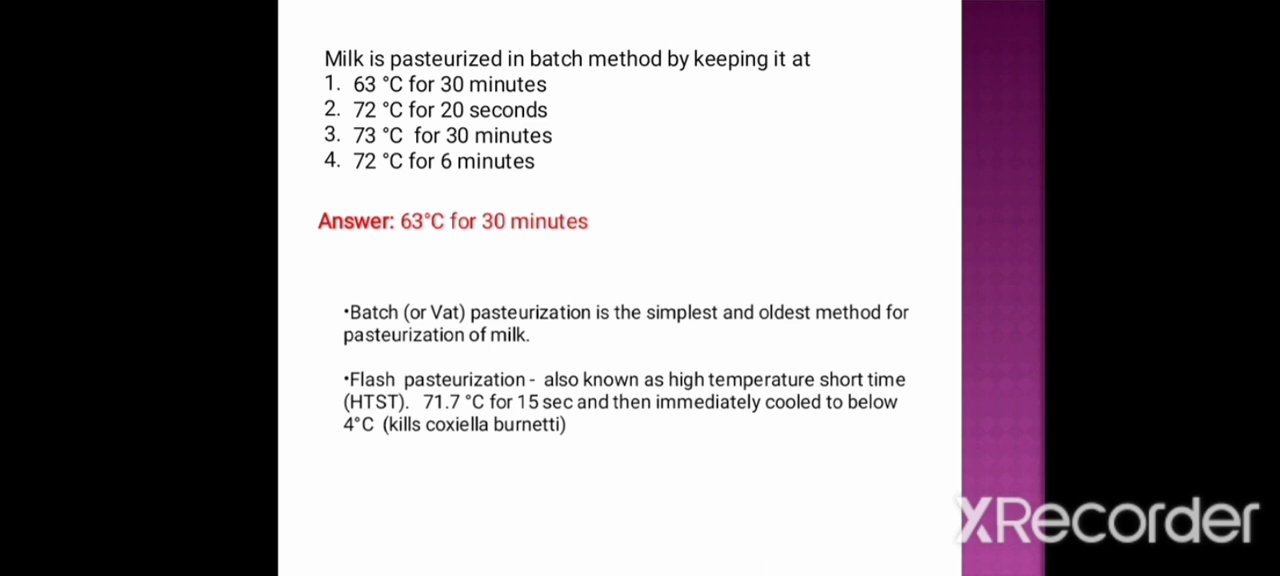 Milk is pasteurized in batch method by keeping it at
1. 63 °C for 30 minutes
2. 72 °C for 20 seconds
3. 73 °C for 30 minutes
4. 72 °C for 6 minutes
Answer: 63°C for 30 minutes
•Batch (or Vat) pasteurization is the simplest and oldest method for
pasteurization of milk.
•Flash pasteurization - also known as high temperature short time
(HTST). 71.7 °C for 15 sec and then immediately cooled to below
4°C (kills coxiella burnetti)
XRecorder